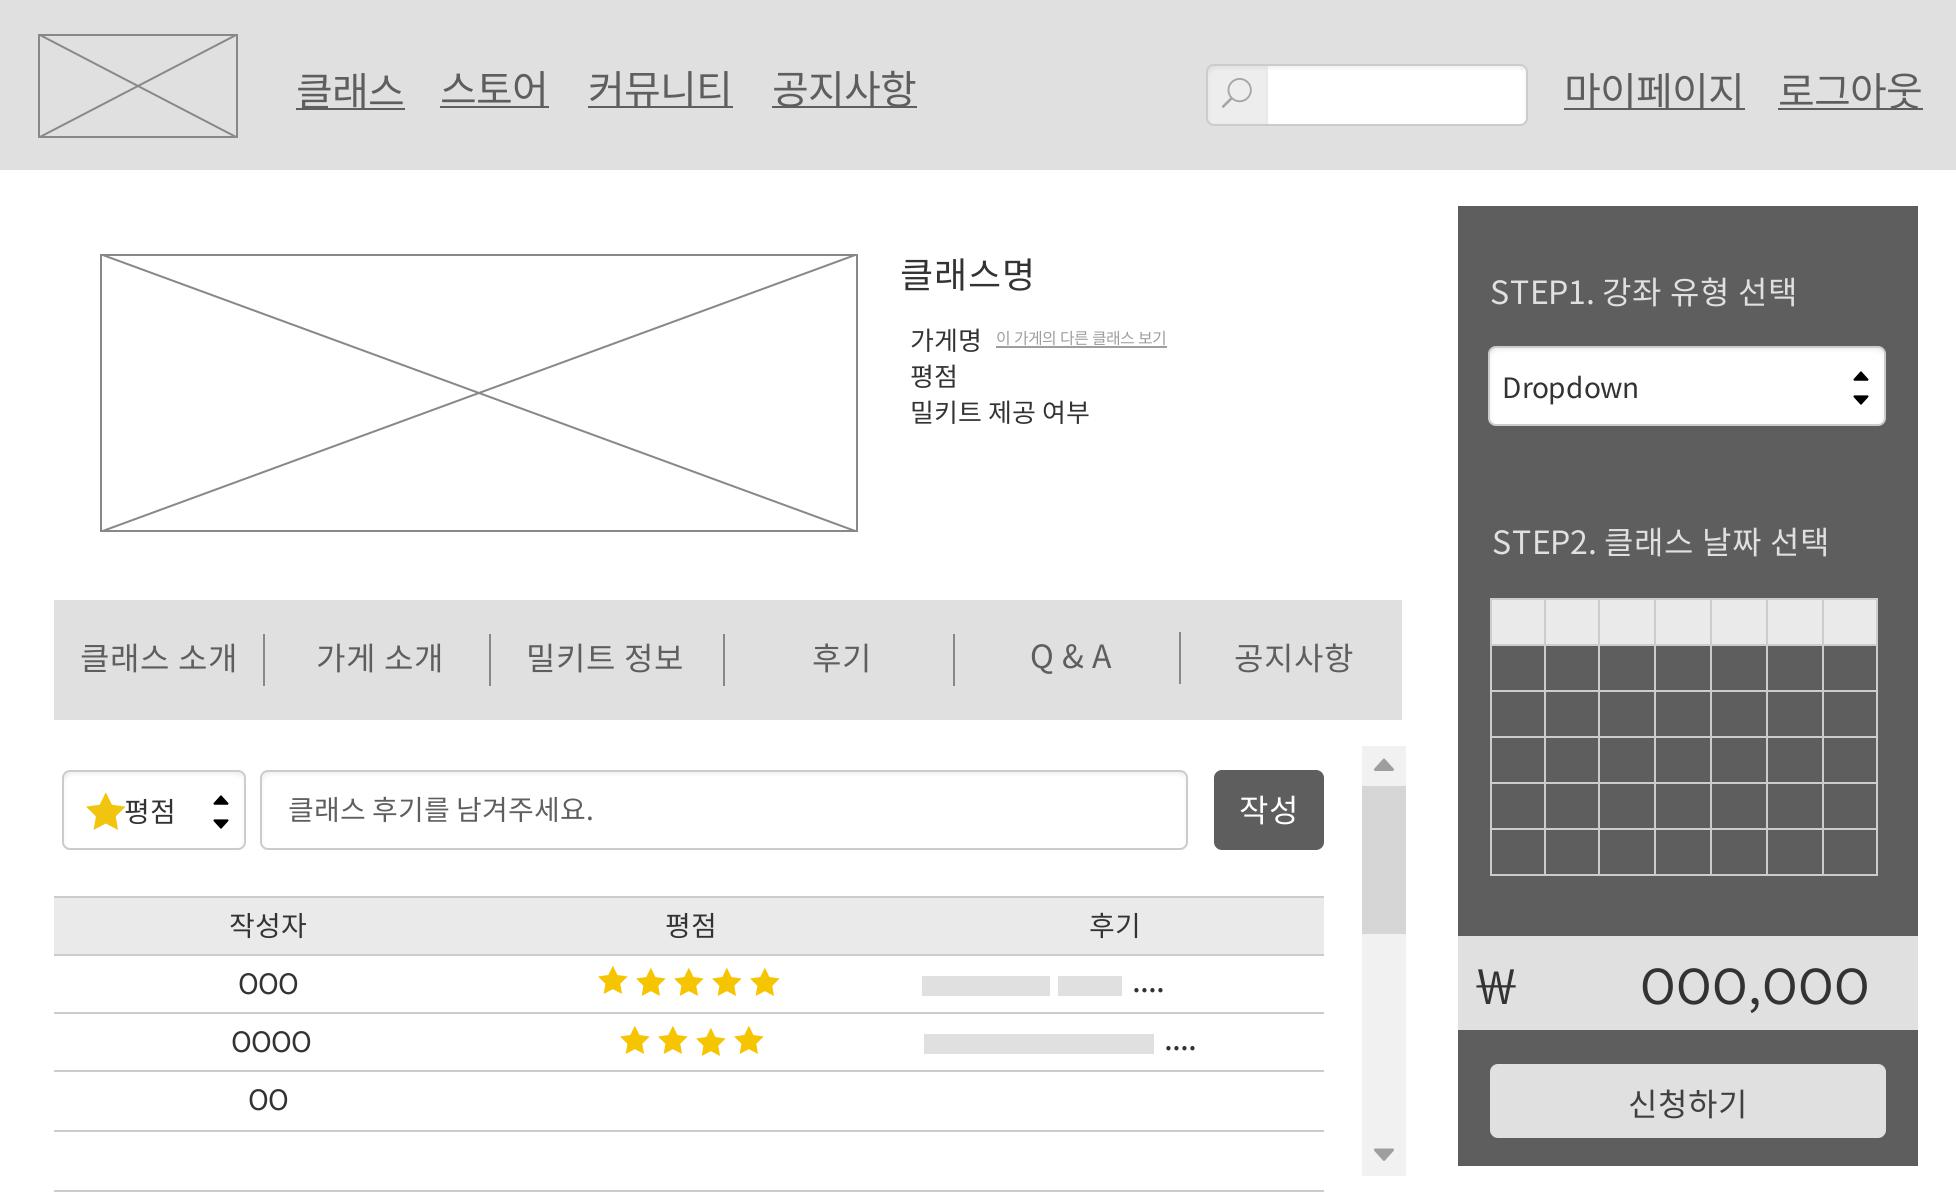 클래스 스토어 커뮤니티 공지사항 마이페이지 로그아웃
클래스명
가게명 이 가게의 다른 클래스 보기
평점
밀키트 제공 여부
STEP1. 강좌 유형 선택
Dropdown
STEP2. 클래스 날짜 선택
₩ OOO,OOO
신청하기
클래스 소개 가게 소개 밀키트 정보 후기 Q & A 공지사항
평점 클래스 후기를 남겨주세요. 작성
작성자 평점 후기
OOO ....
OOOO ....
OO